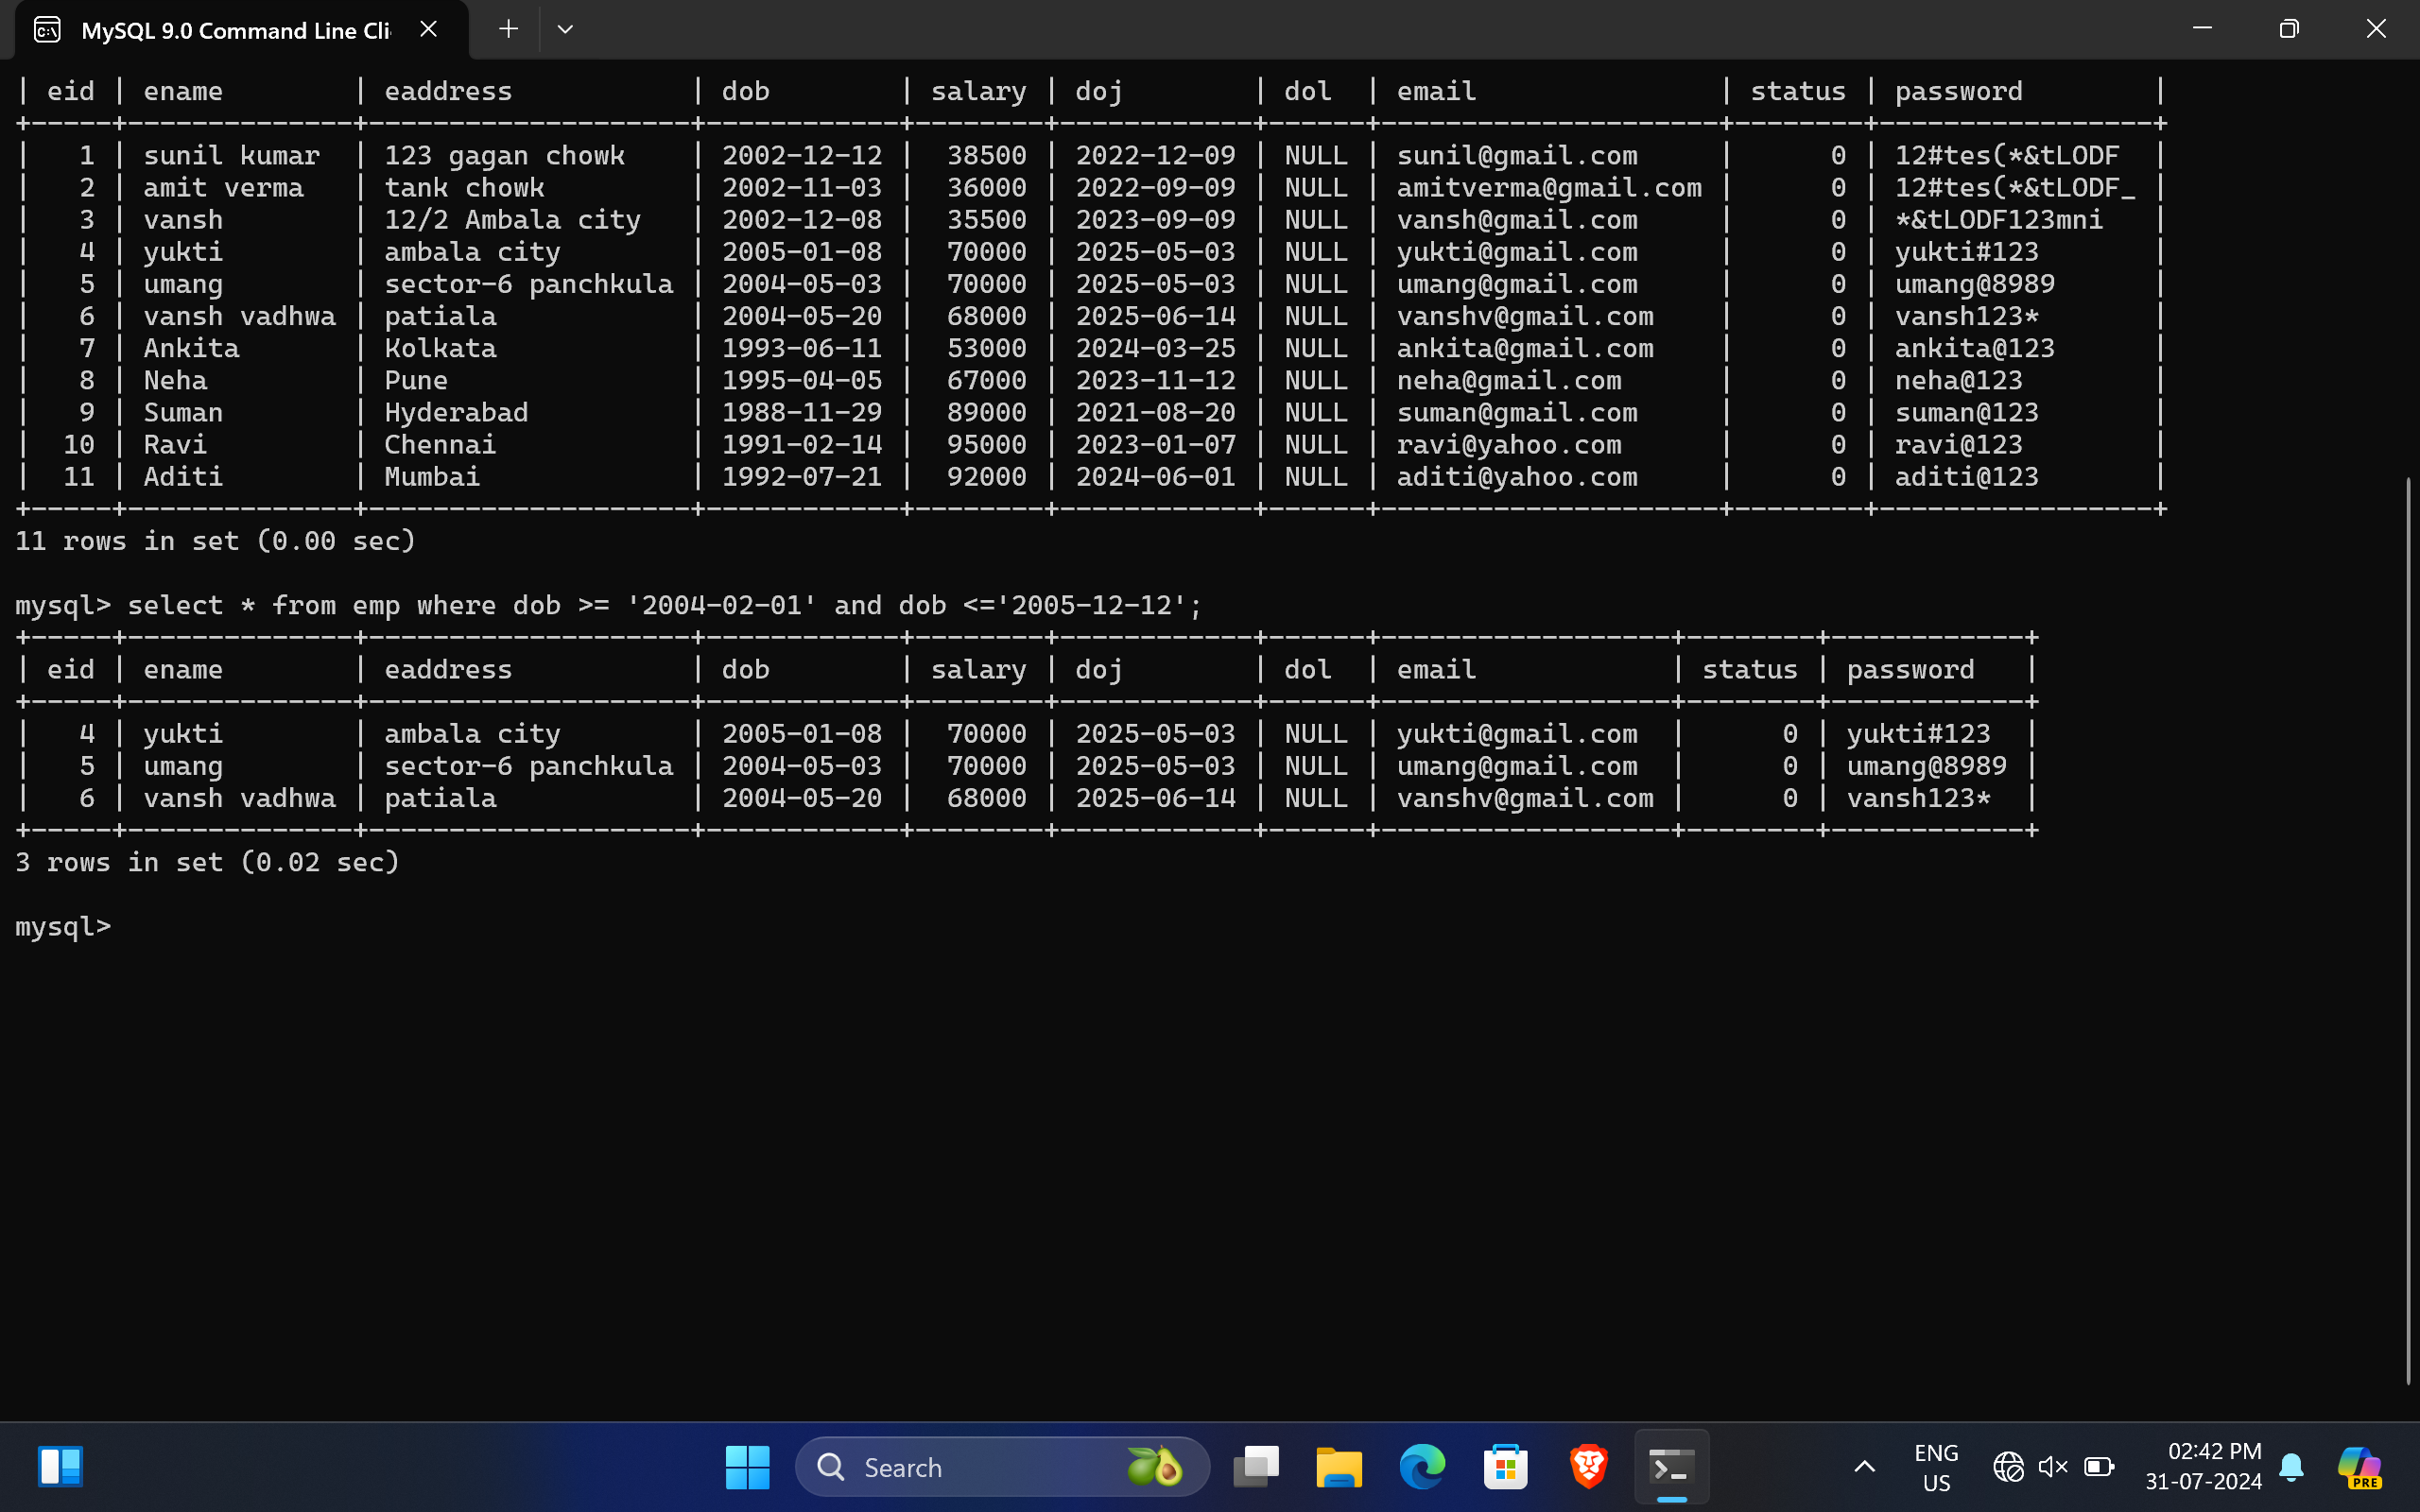 MySQL 9.0 Command Line Cli
| eid | ename        | eaddress           | dob        | salary | doj        | dol  | email               | status | password        |
+-----+--------------+--------------------+------------+--------+------------+------+---------------------+--------+-----------------+
|   1 | sunil kumar  | 123 gagan chowk    | 2002-12-12 |  38500 | 2022-12-09 | NULL | sunil@gmail.com     |      0 | 12#tes(*&tLODF  |
|   2 | amit verma   | tank chowk         | 2002-11-03 |  36000 | 2022-09-09 | NULL | amitverma@gmail.com |      0 | 12#tes(*&tLODF_ |
|   3 | vansh        | 12/2 Ambala city   | 2002-12-08 |  35500 | 2023-09-09 | NULL | vansh@gmail.com     |      0 | *&tLODF123mni   |
|   4 | yukti        | ambala city        | 2005-01-08 |  70000 | 2025-05-03 | NULL | yukti@gmail.com     |      0 | yukti#123       |
|   5 | umang        | sector-6 panchkula | 2004-05-03 |  70000 | 2025-05-03 | NULL | umang@gmail.com     |      0 | umang@8989      |
|   6 | vansh vadhwa | patiala            | 2004-05-20 |  68000 | 2025-06-14 | NULL | vanshv@gmail.com    |      0 | vansh123*       |
|   7 | Ankita       | Kolkata            | 1993-06-11 |  53000 | 2024-03-25 | NULL | ankita@gmail.com    |      0 | ankita@123      |
|   8 | Neha         | Pune               | 1995-04-05 |  67000 | 2023-11-12 | NULL | neha@gmail.com      |      0 | neha@123        |
|   9 | Suman        | Hyderabad          | 1988-11-29 |  89000 | 2021-08-20 | NULL | suman@gmail.com     |      0 | suman@123       |
|  10 | Ravi         | Chennai            | 1991-02-14 |  95000 | 2023-01-07 | NULL | ravi@yahoo.com      |      0 | ravi@123        |
|  11 | Aditi        | Mumbai             | 1992-07-21 |  92000 | 2024-06-01 | NULL | aditi@yahoo.com     |      0 | aditi@123       |
+-----+--------------+--------------------+------------+--------+------------+------+---------------------+--------+-----------------+
11 rows in set (0.00 sec)
mysql> select * from emp where dob >= '2004-02-01' and dob <='2005-12-12';
+-----+--------------+--------------------+------------+--------+------------+------+------------------+--------+------------+
| eid | ename        | eaddress           | dob        | salary | doj        | dol  | email            | status | password   |
+-----+--------------+--------------------+------------+--------+------------+------+------------------+--------+------------+
|   4 | yukti        | ambala city        | 2005-01-08 |  70000 | 2025-05-03 | NULL | yukti@gmail.com  |      0 | yukti#123  |
|   5 | umang        | sector-6 panchkula | 2004-05-03 |  70000 | 2025-05-03 | NULL | umang@gmail.com  |      0 | umang@8989 |
|   6 | vansh vadhwa | patiala            | 2004-05-20 |  68000 | 2025-06-14 | NULL | vanshv@gmail.com |      0 | vansh123*  |
+-----+--------------+--------------------+------------+--------+------------+------+------------------+--------+------------+
3 rows in set (0.02 sec)
mysql>
Search
ENG
US
02:42 PM
31-07-2024
PRE